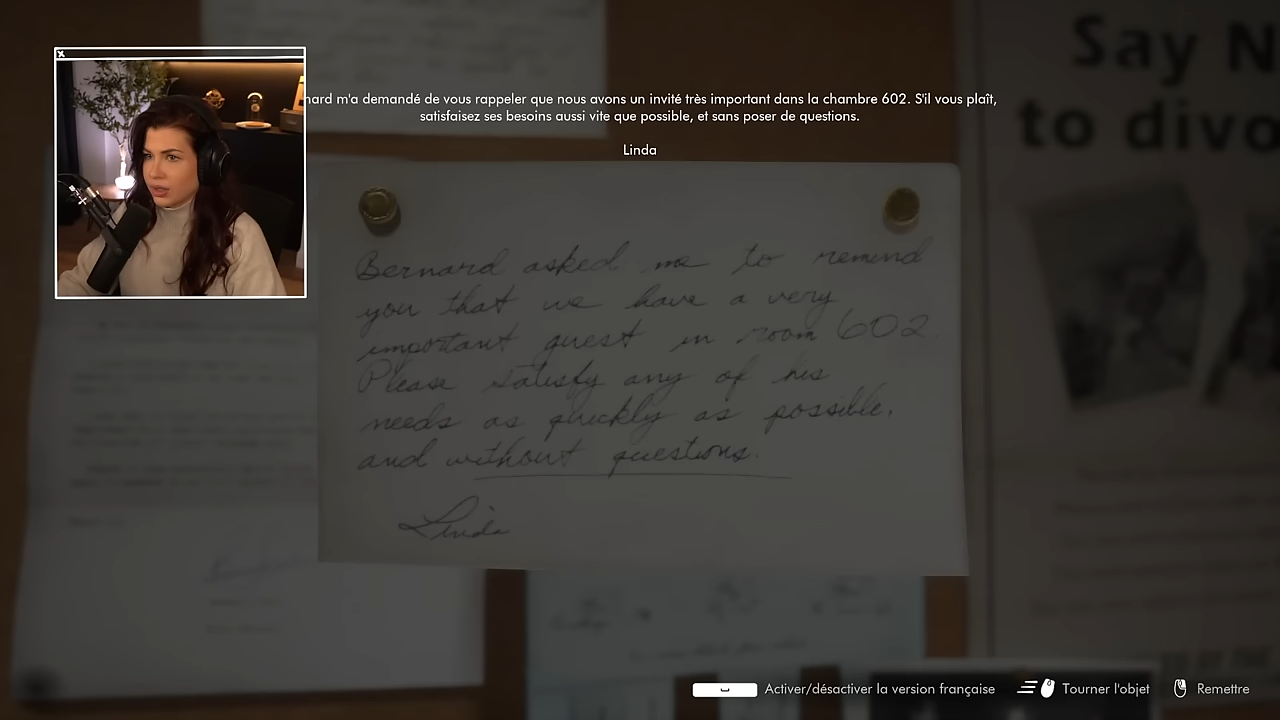 nard m'a demandé de vous rappeler que nous avons un invité très important dans la chambre 602. S'il vous plaît,
satisfaisez ses besoins aussi vite que possible, et sans poser de questions.
Linda
Say N
to divo
Bernard asked me to remind
you that we have a very
important guest in room 602.
Please satisfy any of his
needs as quickly as possible,
and without questions.
Linda
Activer/désactiver la version française
Tourner l'objet
Remettre